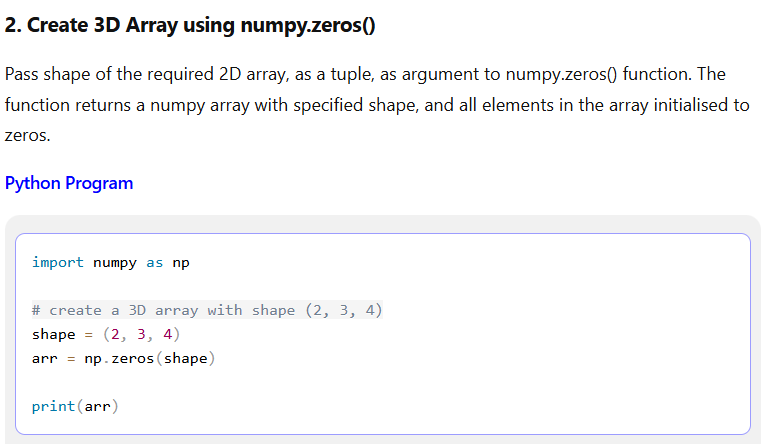 2. Create 3D Array using numpy.zeros()
Pass shape of the required 2D array, as a tuple, as argument to numpy.zeros() function. The
function returns a numpy array with specified shape, and all elements in the array initialised to
zeros.
Python Program
import numpy as np
# create a 3D array with shape (2, 3, 4)
shape = (2, 3, 4)
arr = np.zeros(shape)
print(arr)